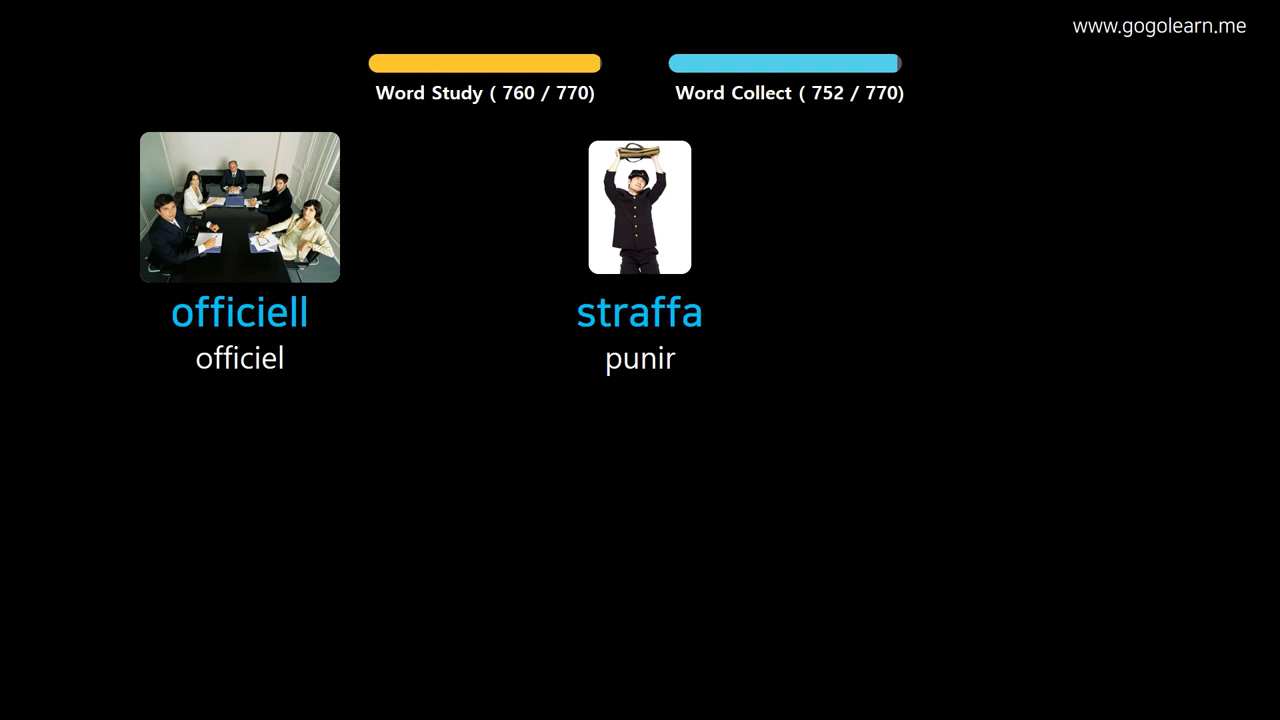 www.gogolearn.me
Word Study ( 760 / 770)
Word Collect ( 752 / 770)
officiell
officiel
straffa
punir